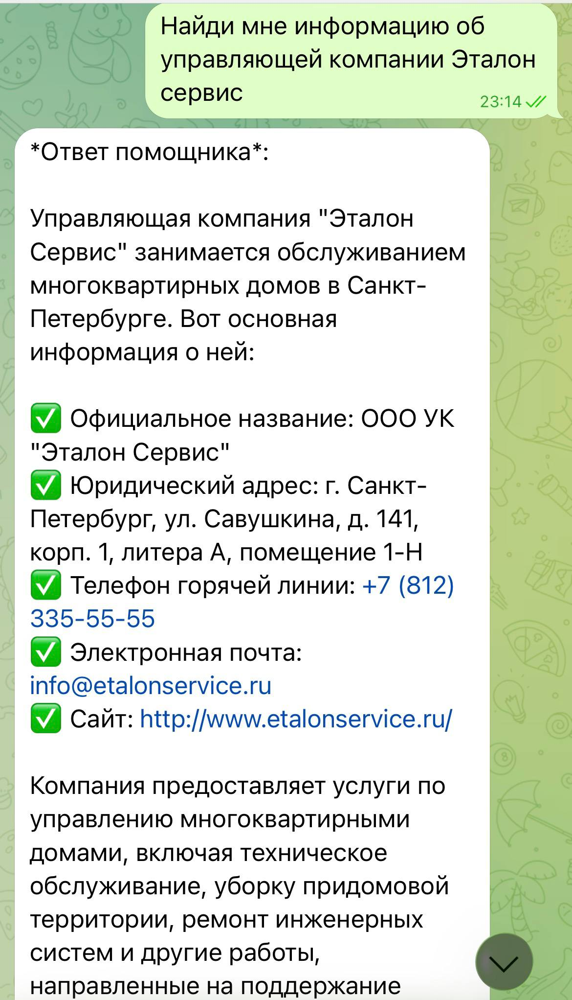 Найди мне информацию об
управляющей компании Эталон
сервис
23:14
*Ответ помощника*:
Управляющая компания "Эталон
Сервис" занимается обслуживанием
многоквартирных домов в Санкт-
Петербурге. Вот основная
информация о ней:
✅ Официальное название: ООО УК
"Эталон Сервис"
✅ Юридический адрес: г. Санкт-
Петербург, ул. Савушкина, д. 141,
корп. 1, литера А, помещение 1-Н
✅ Телефон горячей линии: +7 (812)
335-55-55
✅ Электронная почта:
info@etalonservice.ru
✅ Сайт: http://www.etalonservice.ru/
Компания предоставляет услуги по
управлению многоквартирными
домами, включая техническое
обслуживание, уборку придомовой
территории, ремонт инженерных
систем и другие работы,
направленные на поддержание